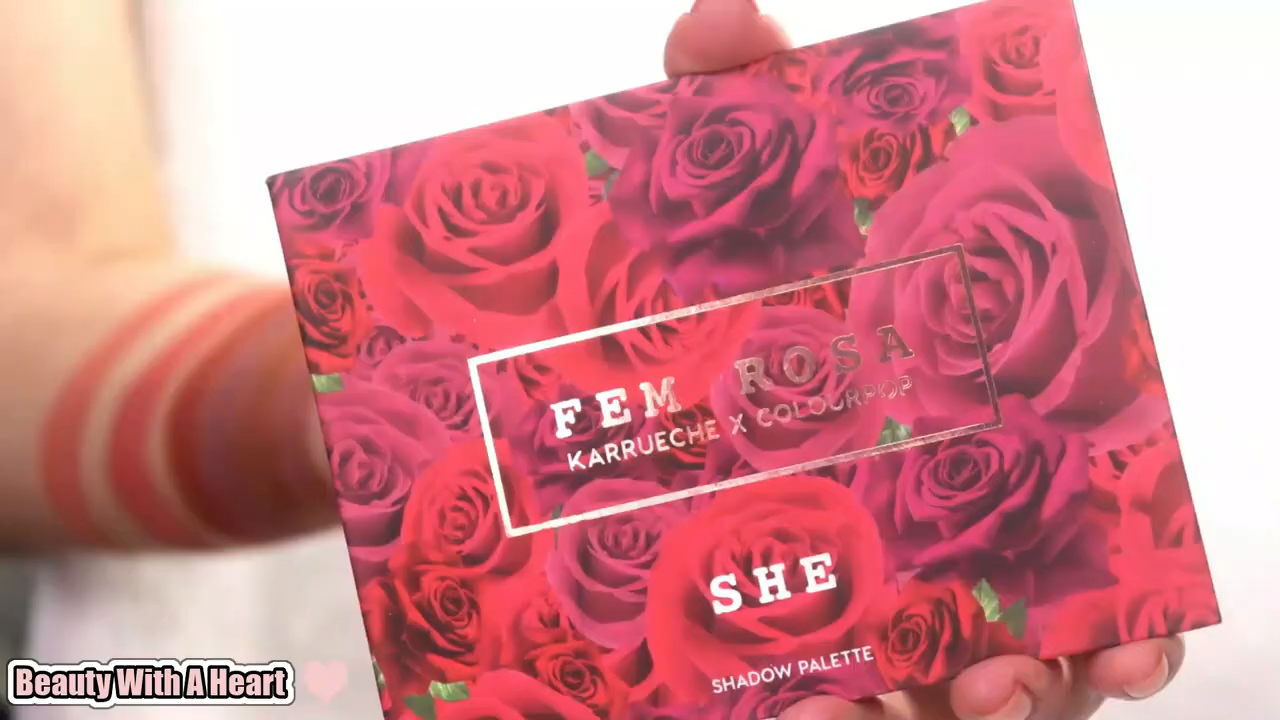 FEM ROSA
KARRUECHE X COLOURPOP
SHE
SHADOW PALETTE
Beauty With A Heart